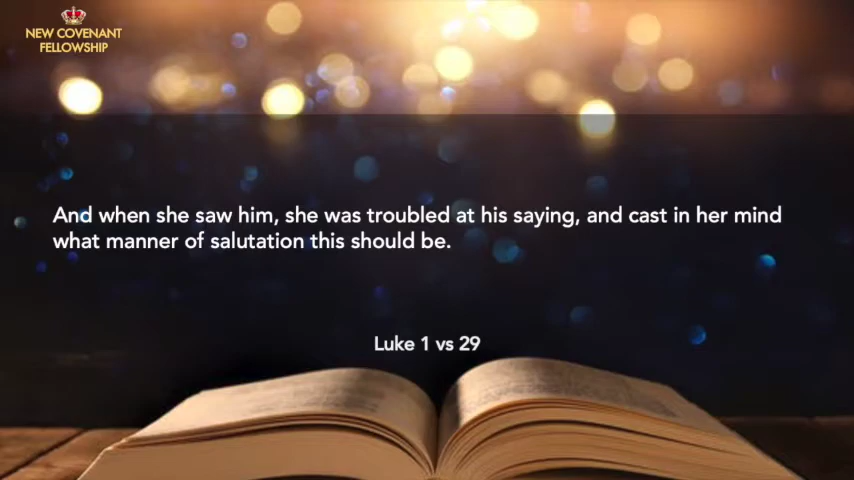 NEW COVENANT
FELLOWSHIP
And when she saw him, she was troubled at his saying, and cast in her mind
what manner of salutation this should be.
Luke 1 vs 29